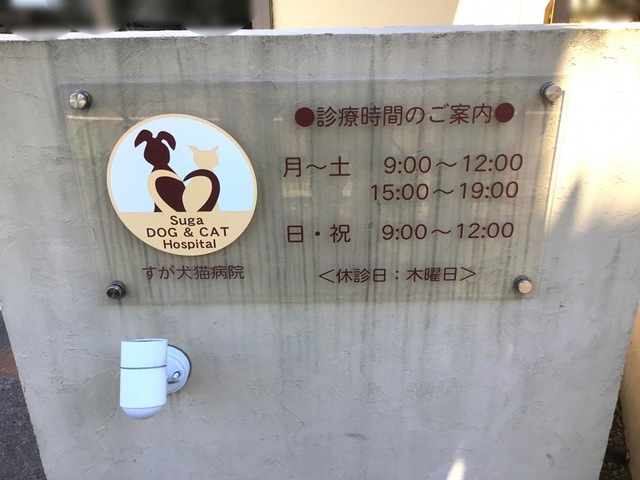 ●診療時間のご案内●
月～土 9:00～12:00
15:00～19:00
日・祝 9:00～12:00
＜休診日：木曜日＞
Suga
DOG & CAT
Hospital
すが犬猫病院